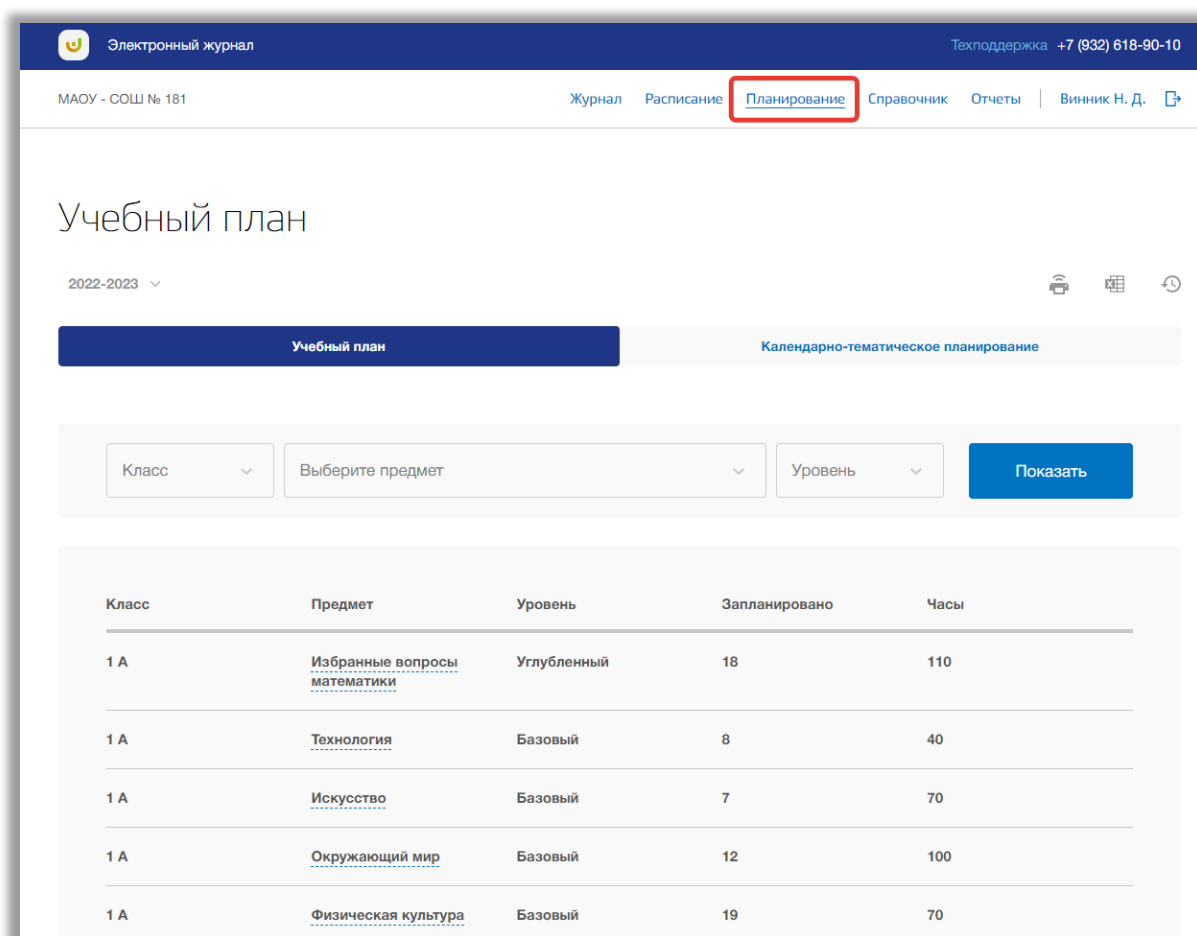 Электронный журнал
Техподдержка +7 (932) 618-90-10
МАОУ - СОШ № 181
Журнал Расписание Планирование Справочник Отчеты Винник Н. Д.
Учебный план
2022-2023
Учебный план Календарно-тематическое планирование
Класс Выберите предмет Уровень Показать
Класс Предмет Уровень Запланировано Часы
1 А Избранные вопросы Углубленный 18 110
математики
1 А Технология Базовый 8 40
1 А Искусство Базовый 7 70
1 А Окружающий мир Базовый 12 100
1 А Физическая культура Базовый 19 70